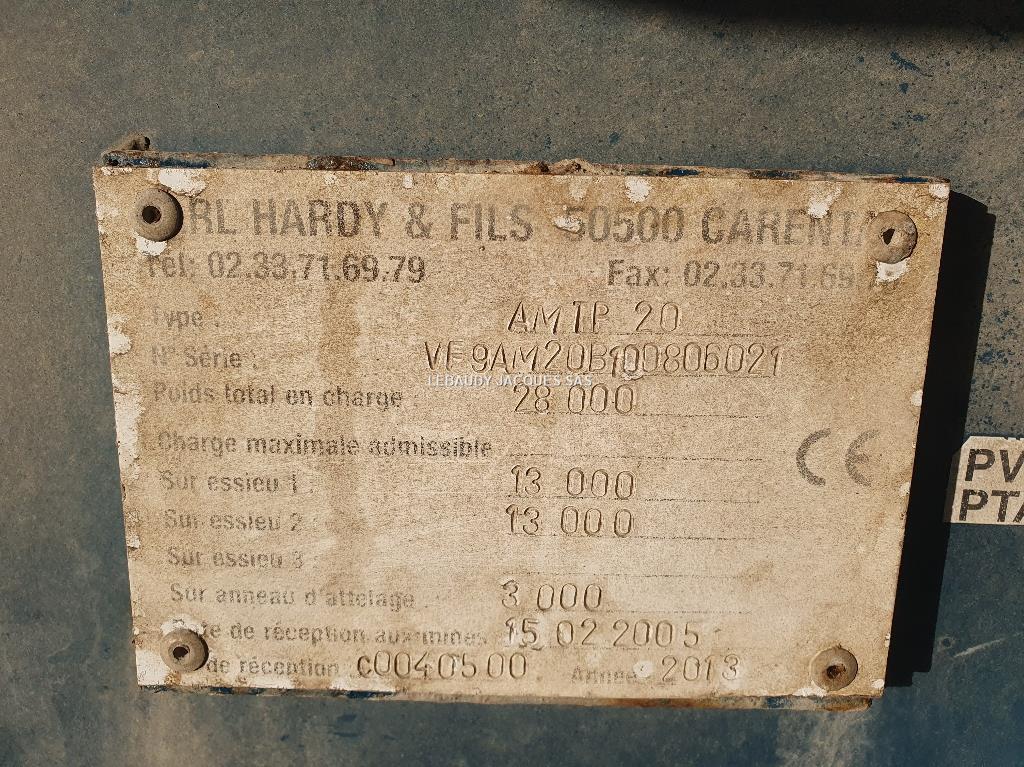 HARDY & FILS 50500 CARENTA
Tél: 02.33.71.69.79 Fax: 02.33.71.69.
Type : AMTP 20
N° Série : VF9AM20B100806021
LEBAUDY JACQUES SAS
Poids total en charge : 28 000
Charge maximale admissible
CE
Sur essieu 1 : 13 000
PV
Sur essieu 2 : 13 000
PTA
Sur essieu 3 :
Sur anneau d'attelage : 3 000
de réception aux mines 15 02 2005
de réception C0040500 Année 2013